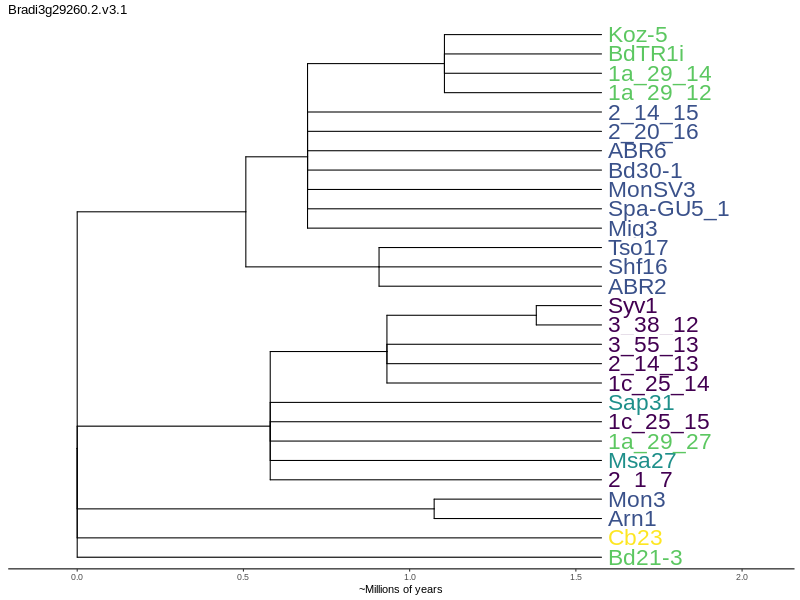 Bradi3g29260.2.v3.1
Koz-5
BdTR1i
1a_29_14
1a_29_12
2_14_15
2_20_16
ABR6
Bd30-1
MonSV3
Spa-GU5_1
Mig3
Tso17
Shf16
ABR2
Syv1
3_38_12
3_55_13
2_14_13
1c_25_14
Sap31
1c_25_15
1a_29_27
Msa27
2_1_7
Mon3
Arn1
Cb23
Bd21-3
0.0 0.5 1.0 1.5 2.0
~Millions of years